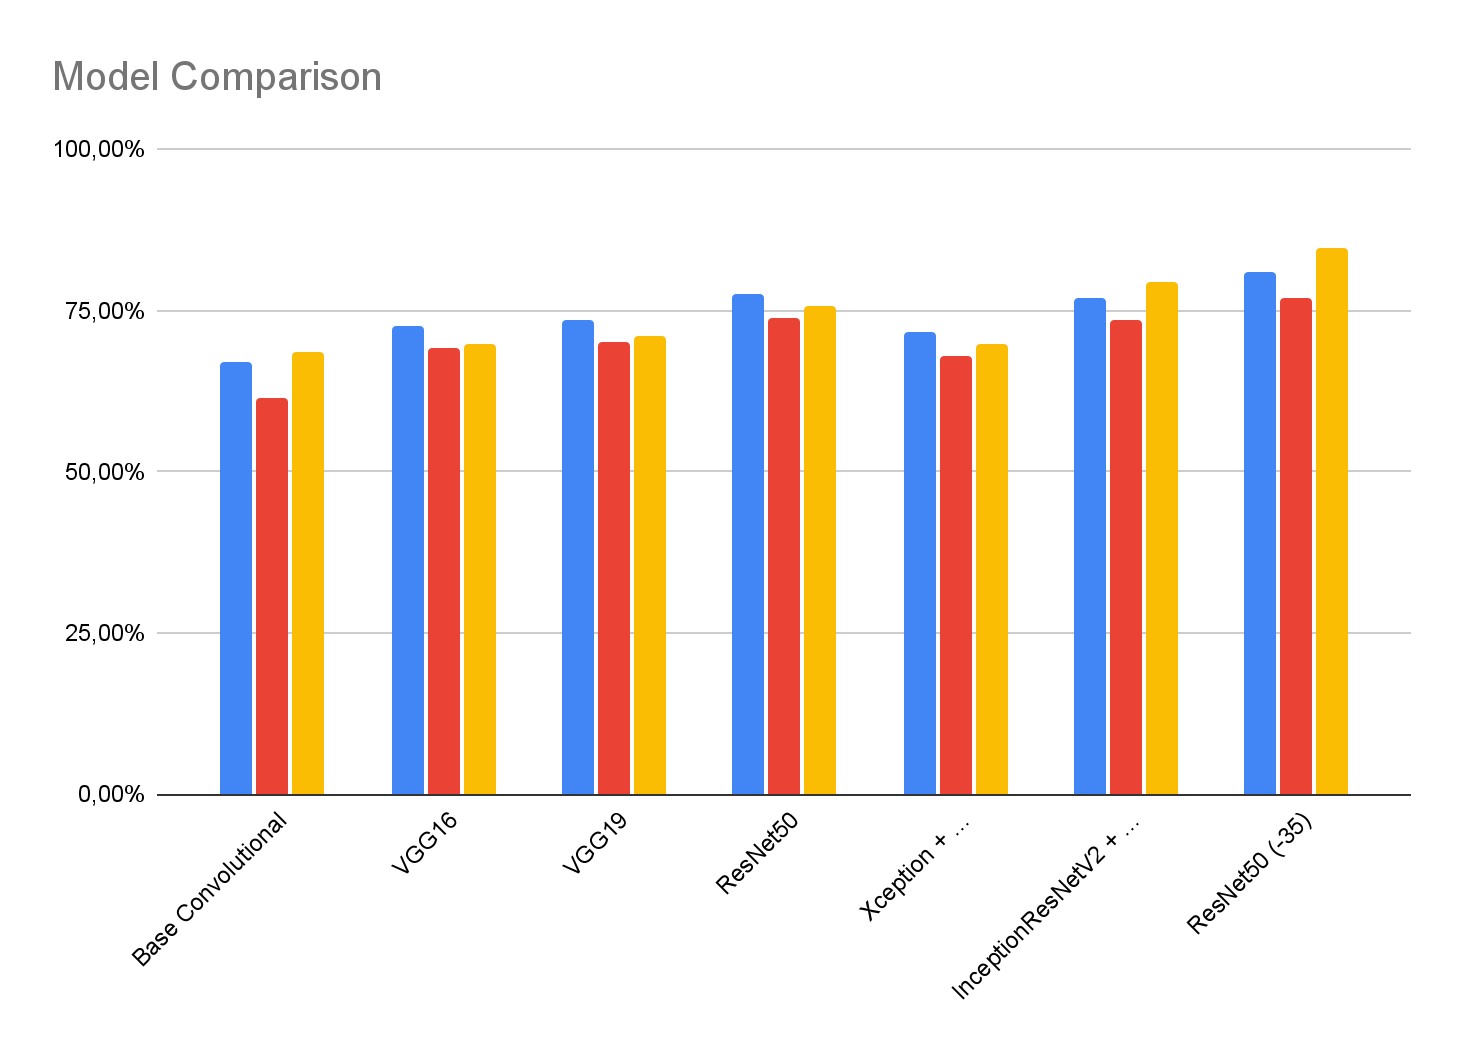 Model Comparison
100,00%
75,00%
50,00%
25,00%
0,00%
Base Convolutional
VGG16
VGG19
ResNet50
Xception + ...
InceptionResNetV2 + ...
ResNet50 (-35)